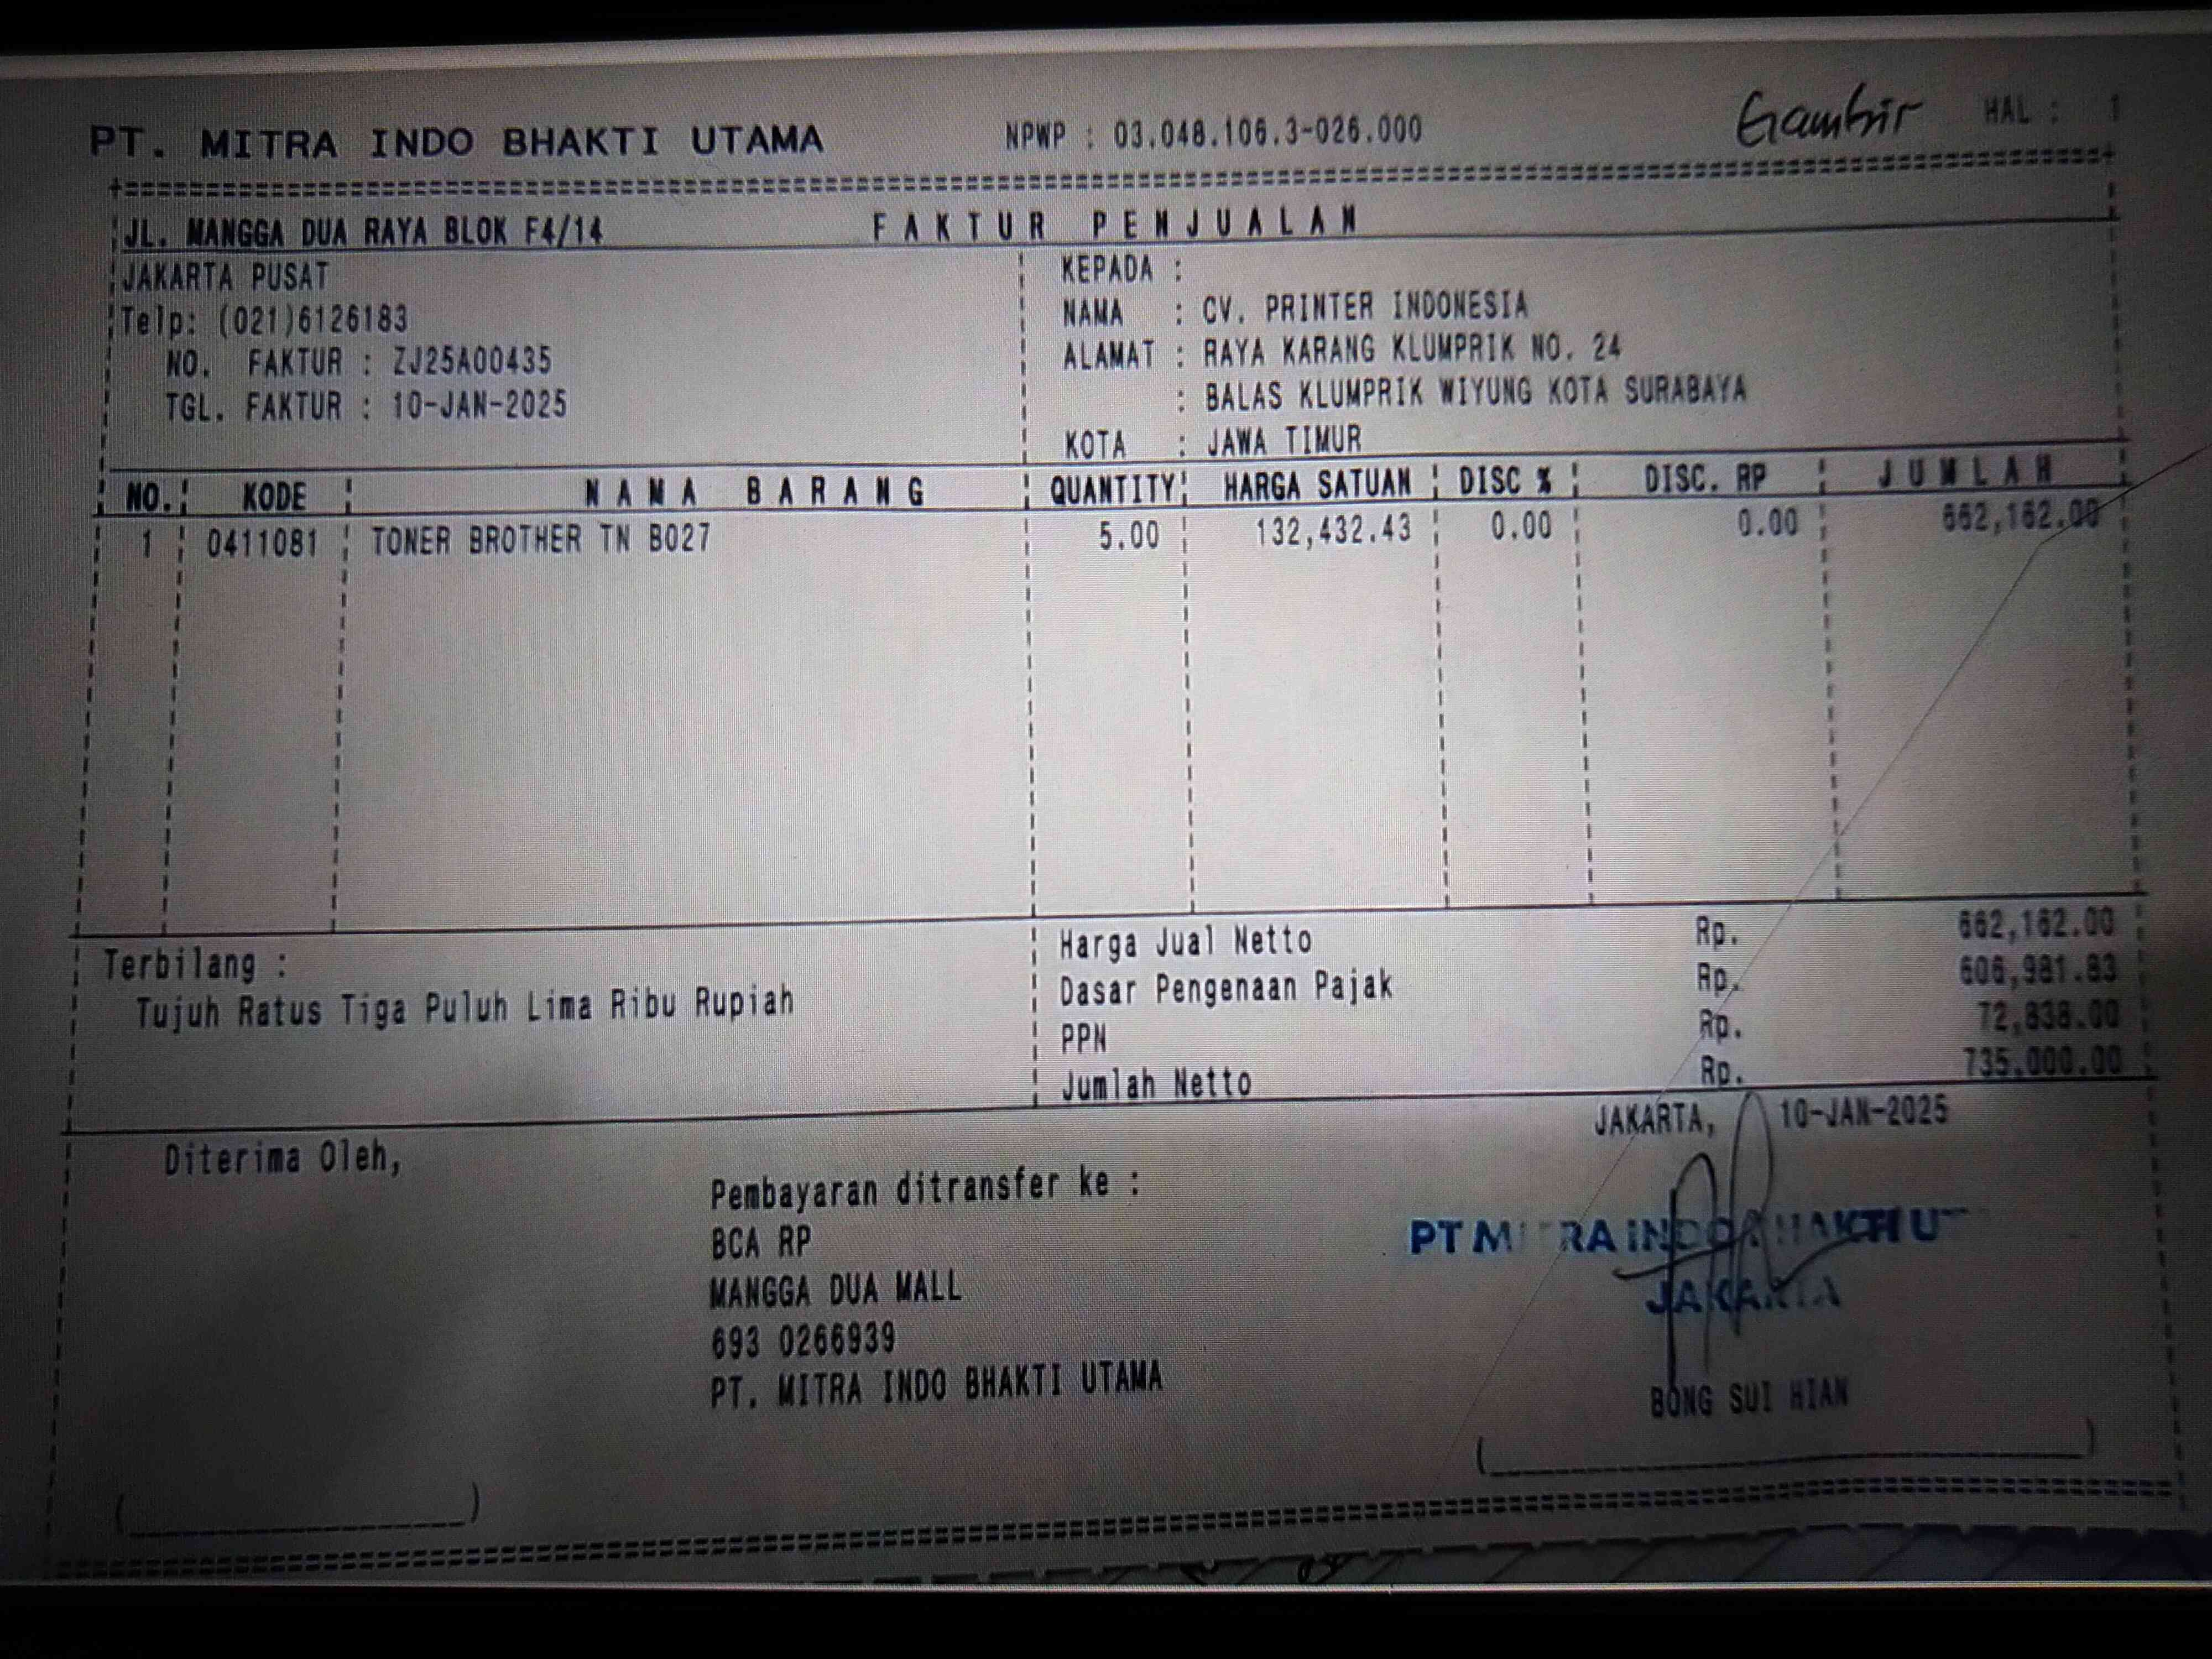 Gambir HAL : 1
PT. MITRA INDO BHAKTI UTAMA NPWP : 03.048.106.3-026.000
JL. MANGGA DUA RAYA BLOK F4/14 FAKTUR PENJUALAN
JAKARTA PUSAT
Telp: (021)6126183
NO. FAKTUR : ZJ25A00435
TGL. FAKTUR : 10-JAN-2025
KEPADA :
NAMA : CV. PRINTER INDONESIA
ALAMAT : RAYA KARANG KLUMPRIK NO. 24
: BALAS KLUMPRIK WIYUNG KOTA SURABAYA
KOTA : JAWA TIMUR
NO. KODE NAMA BARANG QUANTITY HARGA SATUAN DISC % DISC. RP JUMLAH
1 0411081 TONER BROTHER TN B027 5.00 132,432.43 0.00 0.00 662,162.00
Terbilang :
Tujuh Ratus Tiga Puluh Lima Ribu Rupiah
Harga Jual Netto Rp. 662,162.00
Dasar Pengenaan Pajak Rp. 606,981.83
PPN Rp. 72,838.00
Jumlah Netto Rp. 735,000.00
JAKARTA, 10-JAN-2025
Diterima Oleh,
Pembayaran ditransfer ke :
BCA RP
MANGGA DUA MALL
693 0266939
PT. MITRA INDO BHAKTI UTAMA
JAKARTA
BONG SUI HIAN